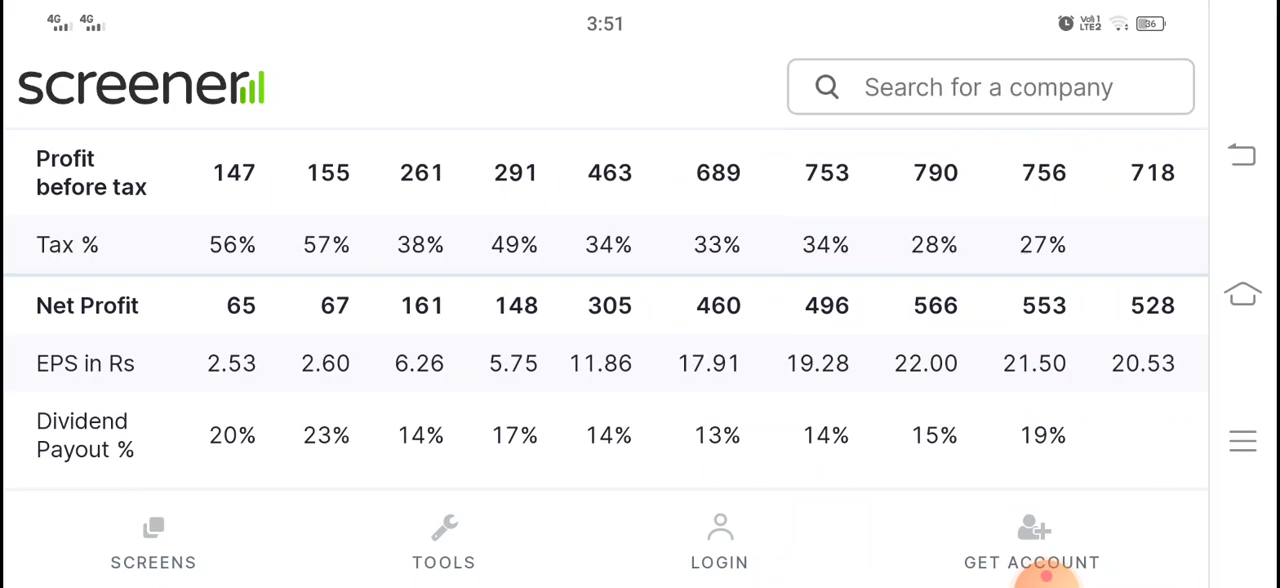 4G 4G 3:51 Vo) 1 LTE2 36
screener Search for a company
Profit before tax 147 155 261 291 463 689 753 790 756 718
Tax % 56% 57% 38% 49% 34% 33% 34% 28% 27%
Net Profit 65 67 161 148 305 460 496 566 553 528
EPS in Rs 2.53 2.60 6.26 5.75 11.86 17.91 19.28 22.00 21.50 20.53
Dividend Payout % 20% 23% 14% 17% 14% 13% 14% 15% 19%
SCREENS TOOLS LOGIN GET ACCOUNT